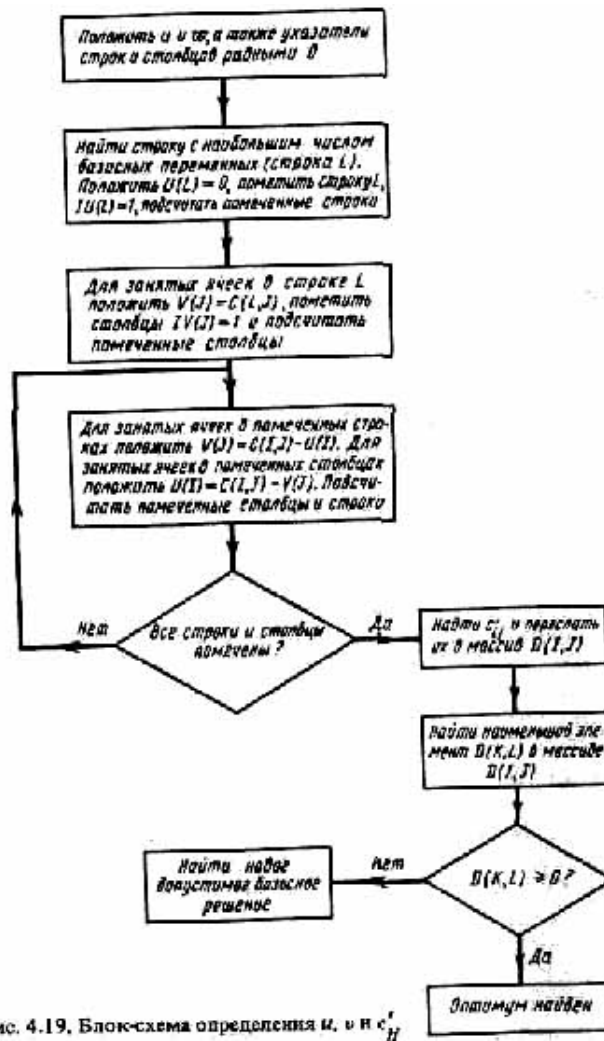 Положить u и w, а также указатели
строк и столбцов равными 0
Найти строку с наибольшим числом
базисных переменных (строка L).
Положить U(L) = 0, пометить строку L,
IU(L)=1, подсчитать помеченные строки
Для занятых ячеек в строке L
положить V(J) = C(L,J), пометить
столбцы IV(J)=1 и подсчитать
помеченные столбцы
Для занятых ячеек в помеченных стро-
ках положить V(J) = C(I,J) - U(I). Для
занятых ячеек в помеченных столбцах
положить U(I) = C(I,J) - V(J). Подсчи-
тать помеченные столбцы и строки
Все строки и столбцы
помечены?
Нет
Да
Найти c'ij и переслать
их в массив D(I,J)
Найти наименьшой эле-
мент D(K,L) в массиве
D(I,J)
D(K,L) ≥ 0?
Нет
Найти новое
допустимое базисное
решение
Да
Оптимум найден
ис. 4.19. Блок-схема определения u, v и c'H